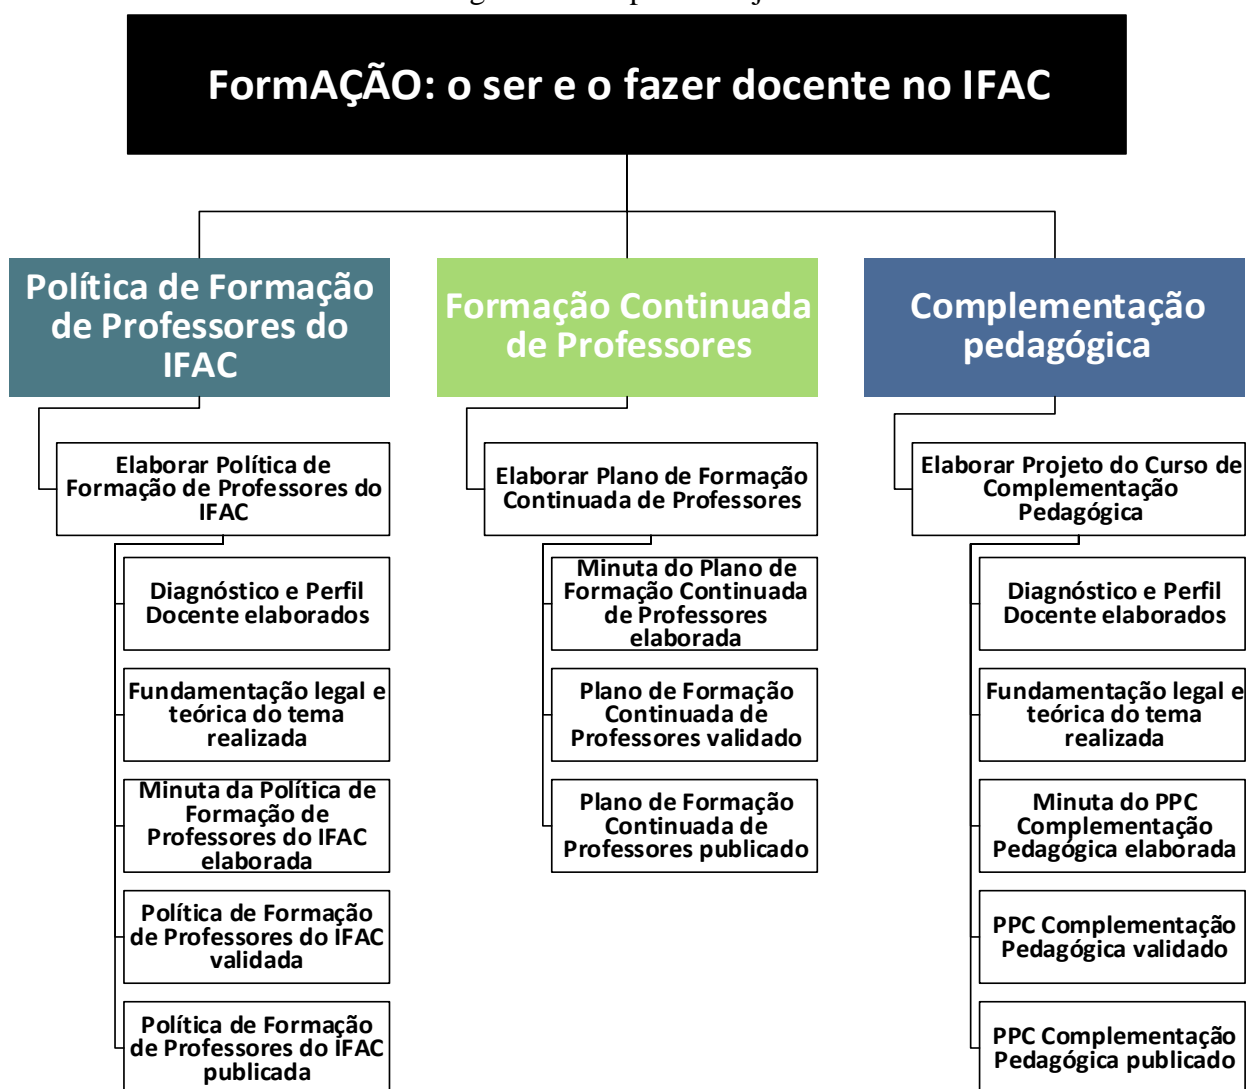 FormAÇÃO: o ser e o fazer docente no IFAC
Política de Formação
de Professores do
IFAC
Elaborar Política de
Formação de Professores do
IFAC
Diagnóstico e Perfil
Docente elaborados
Fundamentação legal e
teórica do tema
realizada
Minuta da Política de
Formação de
Professores do IFAC
elaborada
Política de Formação
de Professores do IFAC
validada
Política de Formação
de Professores do IFAC
publicada
Formação Continuada
de Professores
Elaborar Plano de Formação
Continuada de Professores
Minuta do Plano de
Formação Continuada
de Professores
elaborada
Plano de Formação
Continuada de
Professores validado
Plano de Formação
Continuada de
Professores publicado
Complementação
pedagógica
Elaborar Projeto do Curso de
Complementação
Pedagógica
Diagnóstico e Perfil
Docente elaborados
Fundamentação legal e
teórica do tema
realizada
Minuta do PPC
Complementação
Pedagógica elaborada
PPC Complementação
Pedagógica validado
PPC Complementação
Pedagógica publicado